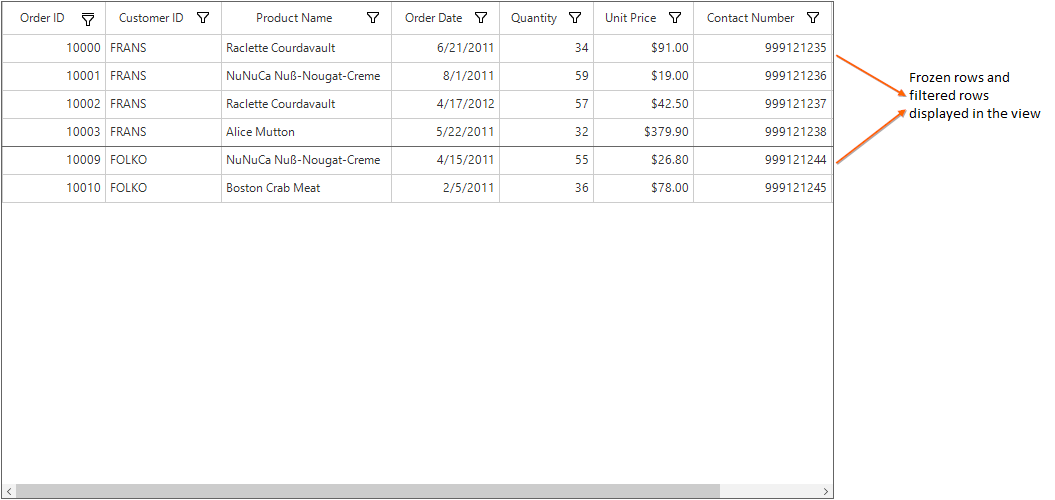 Order ID Customer ID Product Name Order Date Quantity Unit Price Contact Number
10000 FRANS Raclette Courdavault 6/21/2011 34 $91.00 999121235
10001 FRANS NuNuCa Nuß-Nougat-Creme 8/1/2011 59 $19.00 999121236
10002 FRANS Raclette Courdavault 4/17/2012 57 $42.50 999121237
10003 FRANS Alice Mutton 5/22/2011 32 $379.90 999121238
10009 FOLKO NuNuCa Nuß-Nougat-Creme 4/15/2011 55 $26.80 999121244
10010 FOLKO Boston Crab Meat 2/5/2011 36 $78.00 999121245
Frozen rows and
filtered rows
displayed in the view